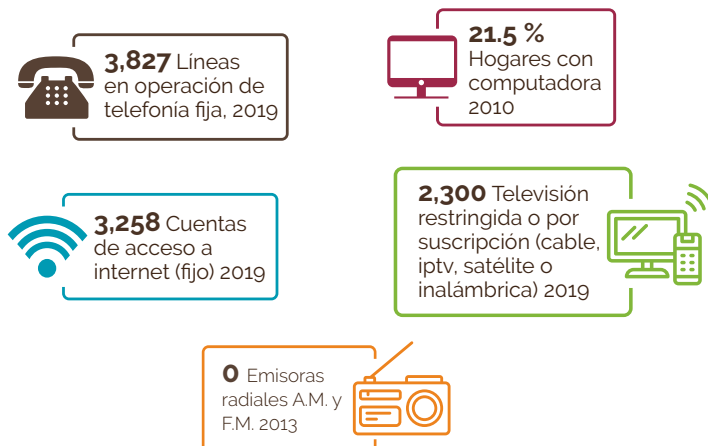 3,827 Líneas
en operación de
telefonía fija, 2019
21.5 %
Hogares con
computadora
2010
3,258 Cuentas
de acceso a
internet (fijo) 2019
2,300 Televisión
restringida o por
suscripción (cable,
iptv, satélite o
inalámbrica) 2019
0 Emisoras
radiales A.M. y
F.M. 2013